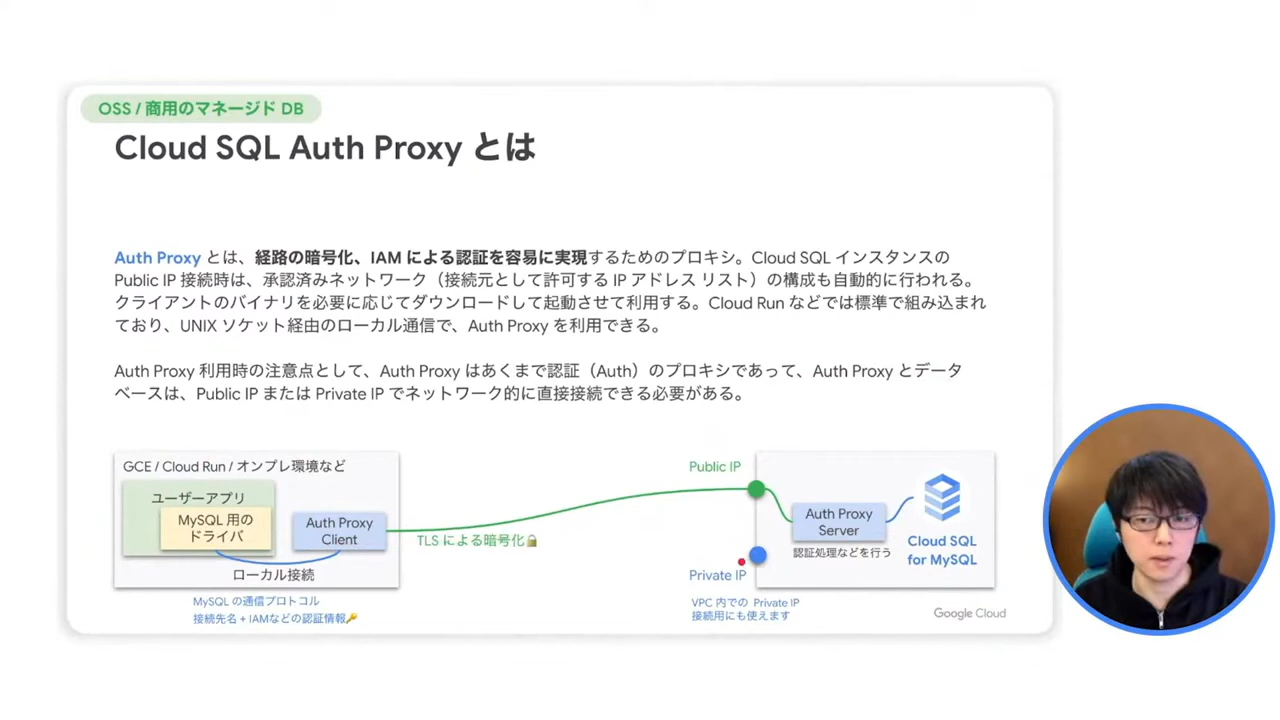 OSS / 商用のマネージド DB
Cloud SQL Auth Proxy とは
Auth Proxy とは、経路の暗号化、IAM による認証を容易に実現するためのプロキシ。Cloud SQL インスタンスの
Public IP 接続時は、承認済みネットワーク（接続元として許可する IP アドレス リスト）の構成も自動的に行われる。
クライアントのバイナリを必要に応じてダウンロードして起動させて利用する。Cloud Run などでは標準で組み込まれ
ており、UNIX ソケット経由のローカル通信で、Auth Proxy を利用できる。
Auth Proxy 利用時の注意点として、Auth Proxy はあくまで認証（Auth）のプロキシであって、Auth Proxy とデータ
ベースは、Public IP または Private IP でネットワーク的に直接接続できる必要がある。
GCE / Cloud Run / オンプレ環境など
ユーザーアプリ
MySQL 用の
ドライバ
Auth Proxy
Client
ローカル接続
MySQL の通信プロトコル
接続先名 + IAMなどの認証情報🔑
TLS による暗号化🔒
Public IP
Private IP
VPC 内での Private IP
接続用にも使えます
Auth Proxy
Server
認証処理などを行う
Cloud SQL
for MySQL
Google Cloud